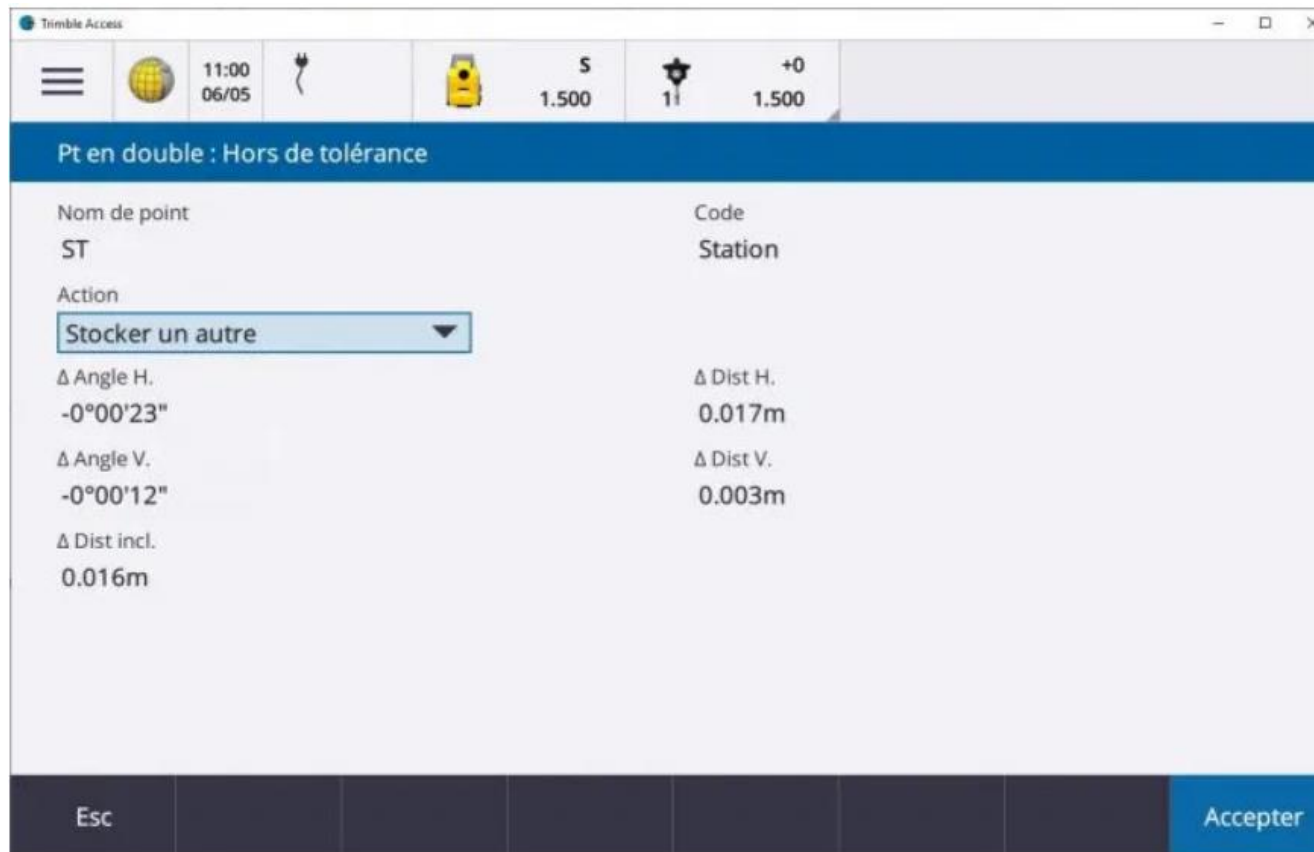 Trimble Access
11:00
06/05
S
1.500
1
+0
1.500
Pt en double : Hors de tolérance
Nom de point
ST
Code
Station
Action
Stocker un autre
Δ Angle H.
-0°00'23"
Δ Dist H.
0.017m
Δ Angle V.
-0°00'12"
Δ Dist V.
0.003m
Δ Dist incl.
0.016m
Esc
Accepter